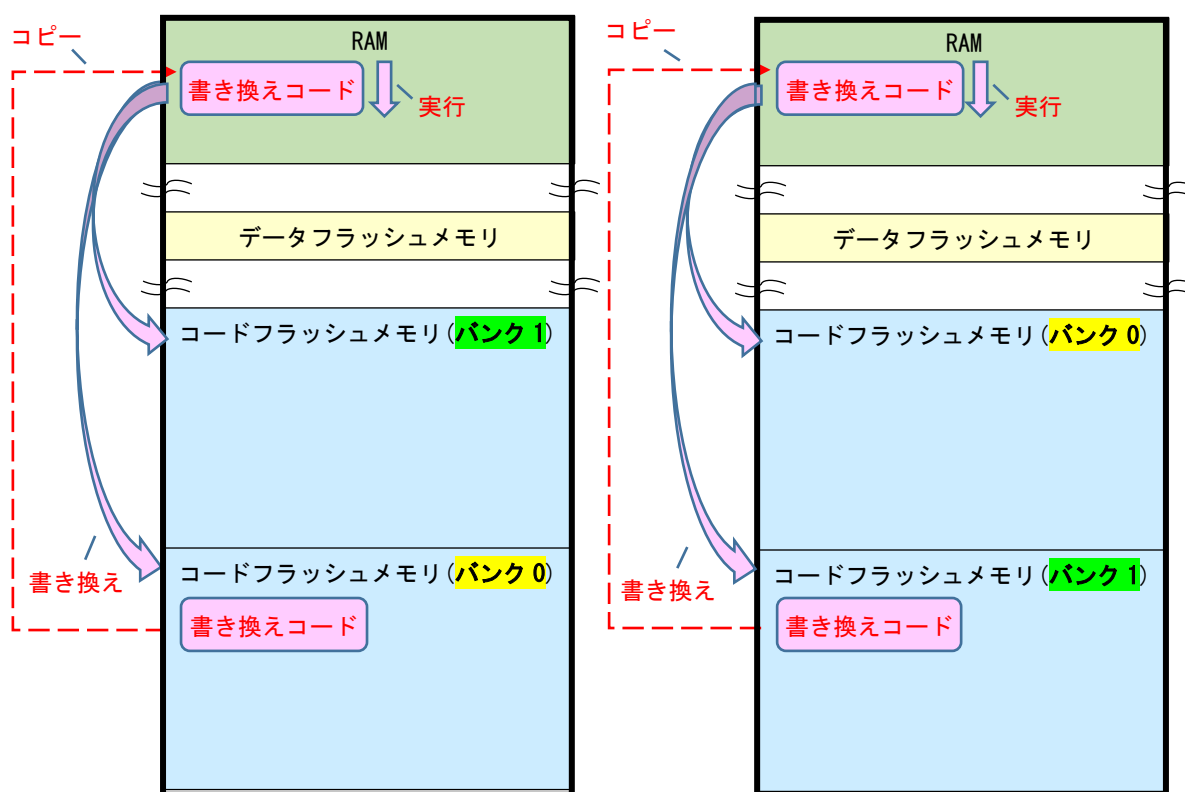 コピー
RAM
書き換えコード
実行
データフラッシュメモリ
コードフラッシュメモリ(バンク 1)
コードフラッシュメモリ(バンク 0)
書き換え
書き換えコード
コピー
RAM
書き換えコード
実行
データフラッシュメモリ
コードフラッシュメモリ(バンク 0)
コードフラッシュメモリ(バンク 1)
書き換え
書き換えコード